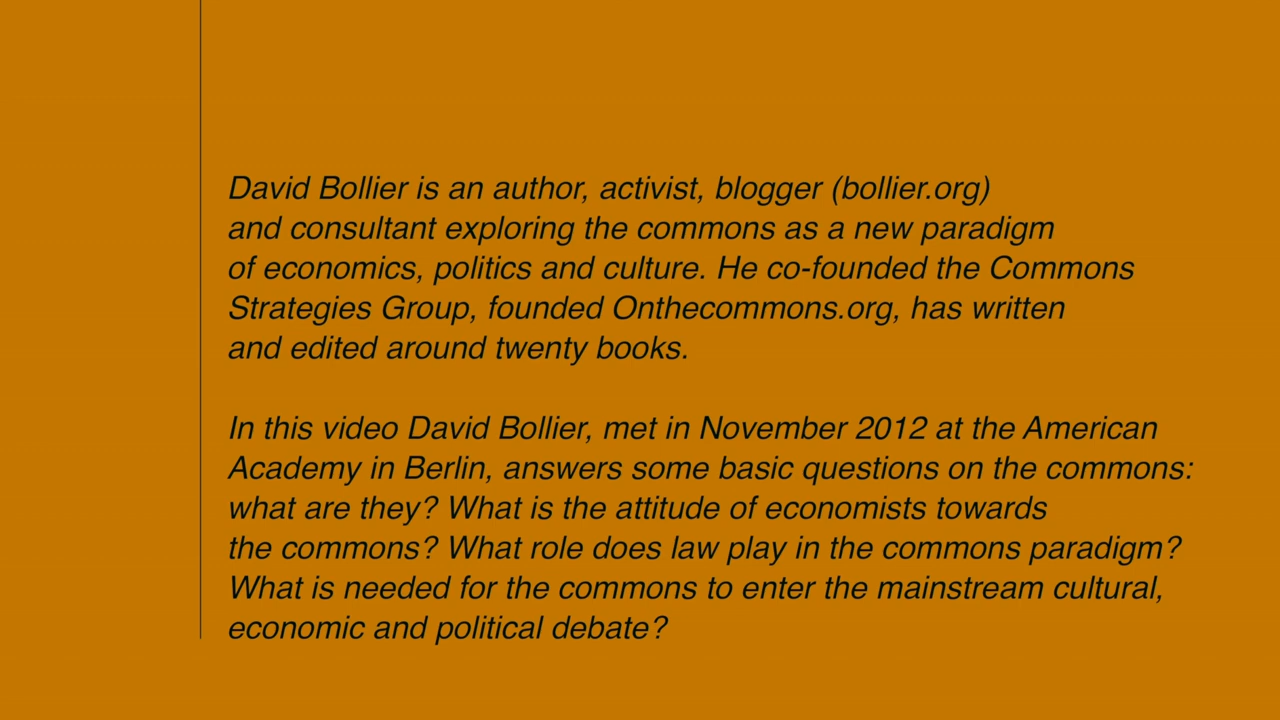 David Bollier is an author, activist, blogger (bollier.org)
and consultant exploring the commons as a new paradigm
of economics, politics and culture. He co-founded the Commons
Strategies Group, founded Onthecommons.org, has written
and edited around twenty books.
In this video David Bollier, met in November 2012 at the American
Academy in Berlin, answers some basic questions on the commons:
what are they? What is the attitude of economists towards
the commons? What role does law play in the commons paradigm?
What is needed for the commons to enter the mainstream cultural,
economic and political debate?